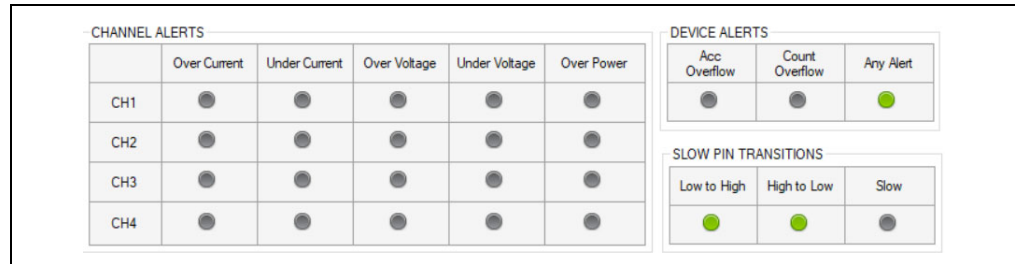 CHANNEL ALERTS
Over Current Under Current Over Voltage Under Voltage Over Power
CH1
CH2
CH3
CH4
DEVICE ALERTS
Acc Overflow Count Overflow Any Alert
SLOW PIN TRANSITIONS
Low to High High to Low Slow